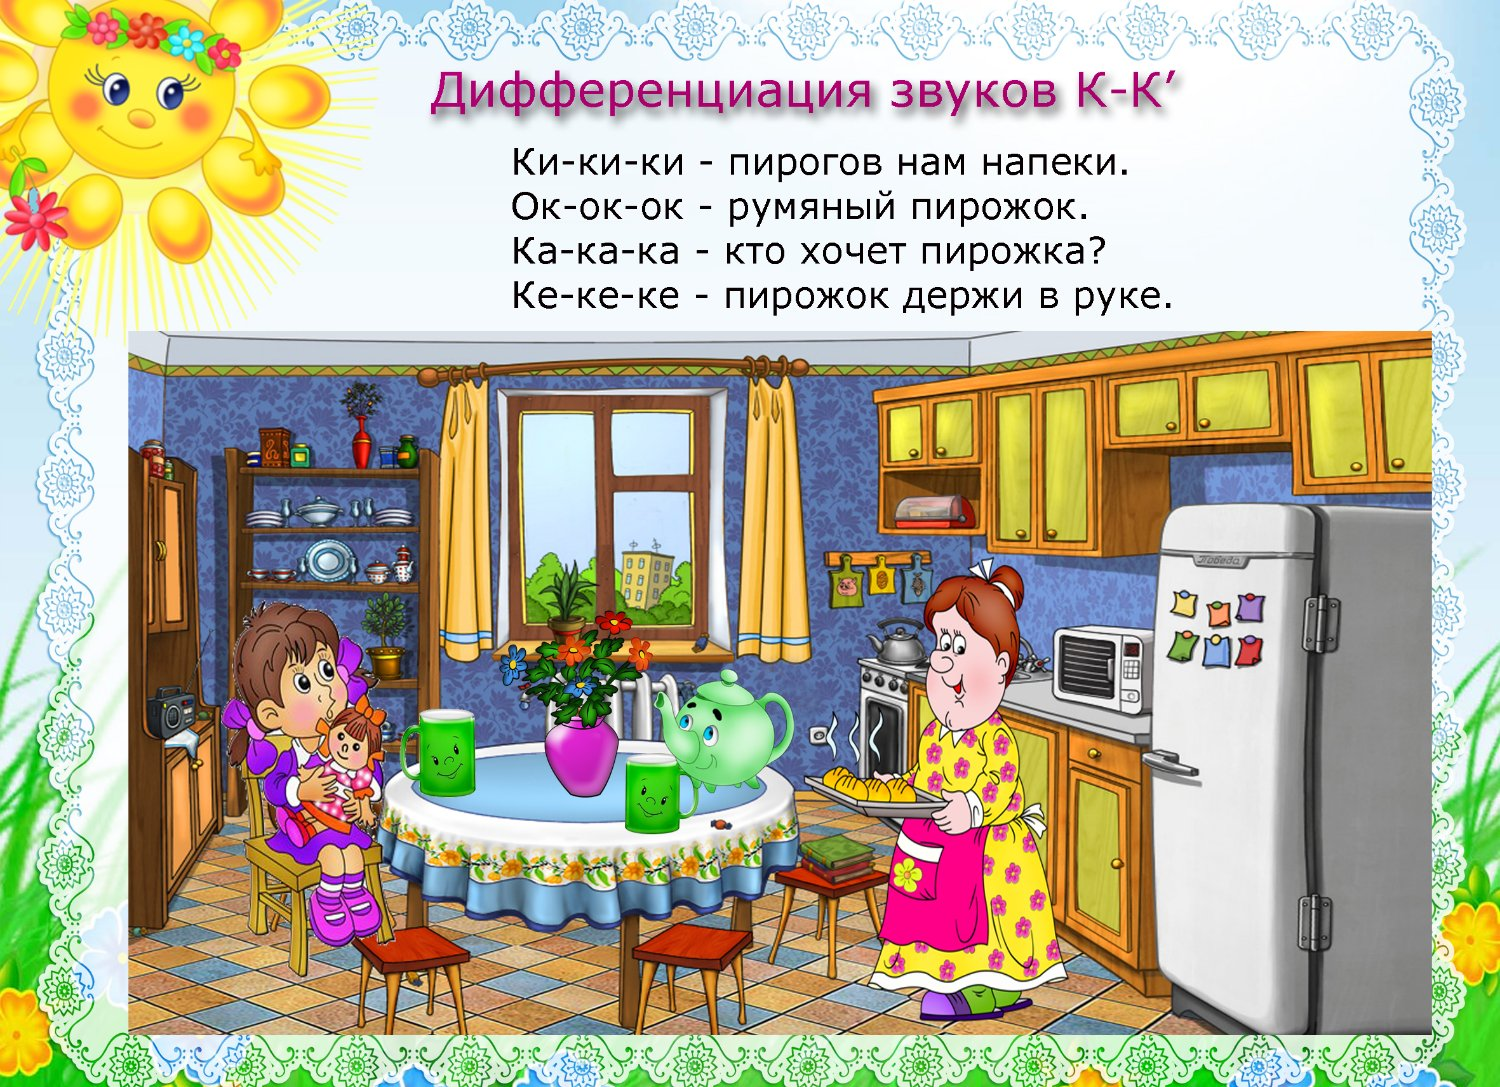 Дифференциация звуков К-К’
Ки-ки-ки - пирогов нам напеки.
Ок-ок-ок - румяный пирожок.
Ка-ка-ка - кто хочет пирожка?
Ке-ке-ке - пирожок держи в руке.
Победа